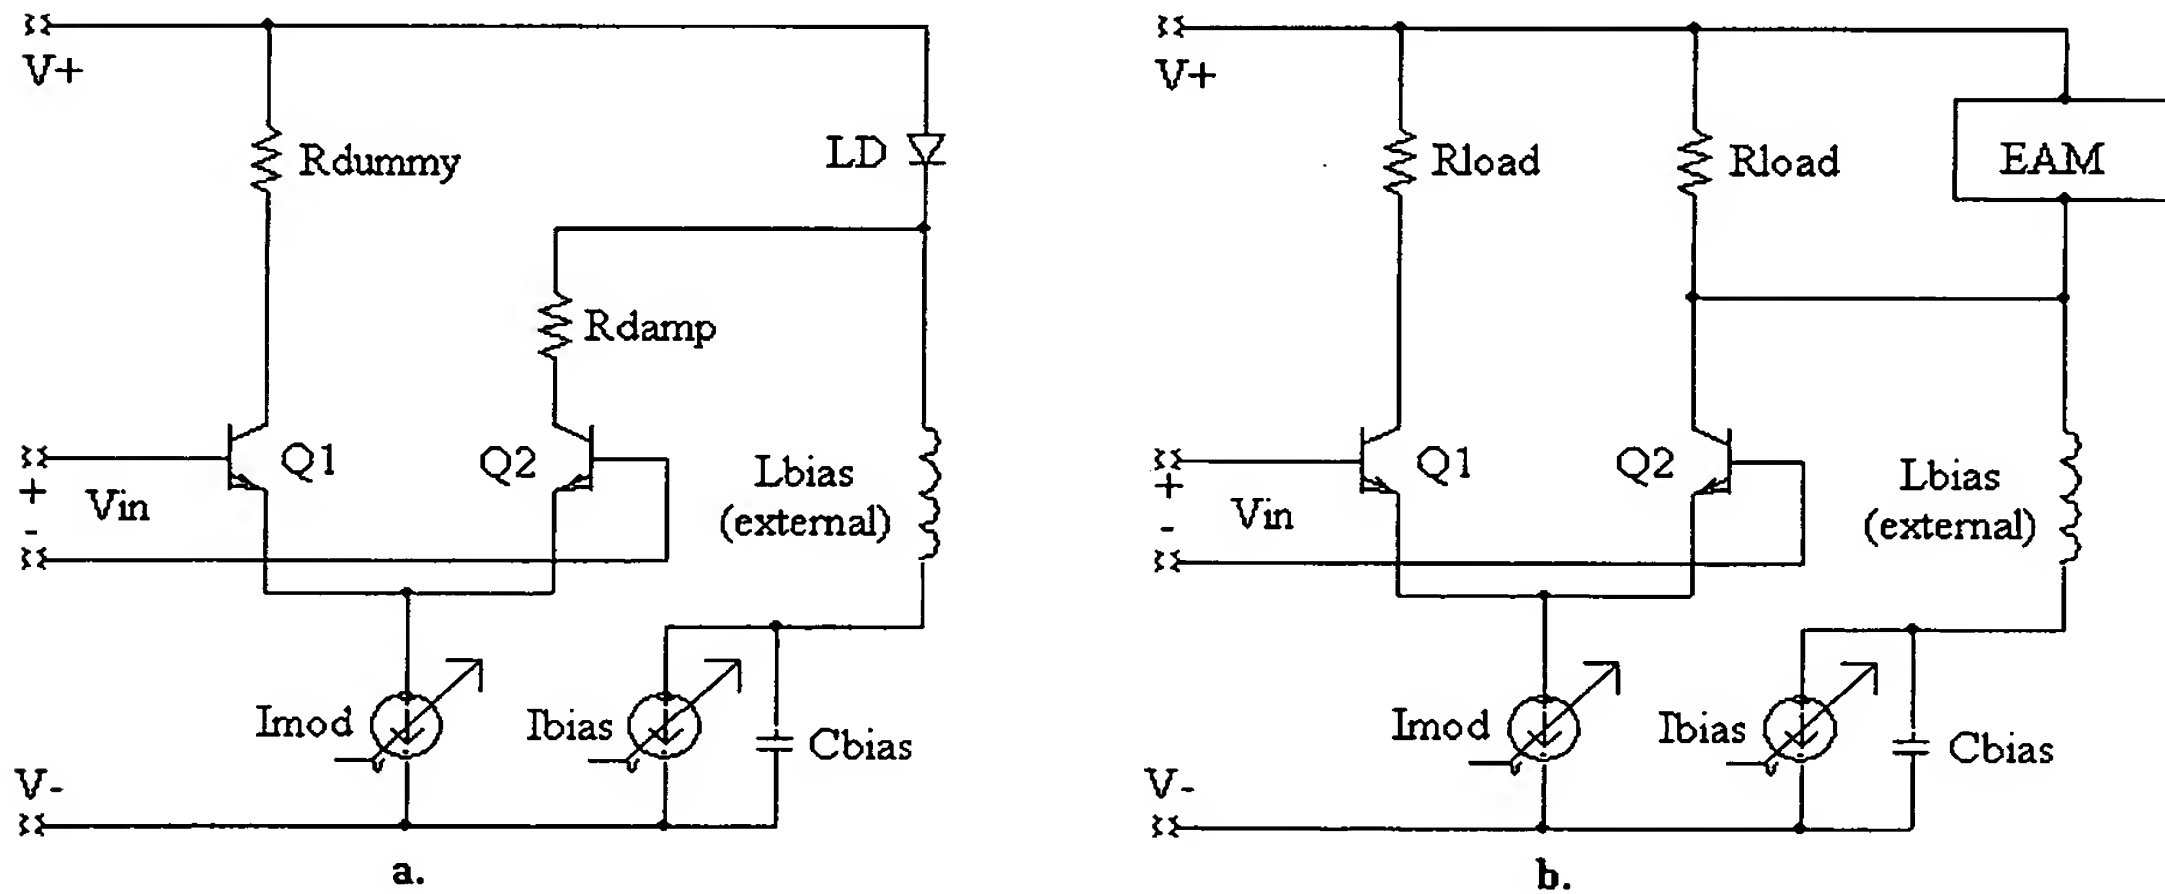 V+
Rdummy
LD
Rdamp
Q1
Q2
+
Vin
-
Lbias
(external)
Imod
Ibias
Cbias
V-
a.
V+
Rload
Rload
EAM
Q1
Q2
+
Vin
-
Lbias
(external)
Imod
Ibias
Cbias
V-
b.